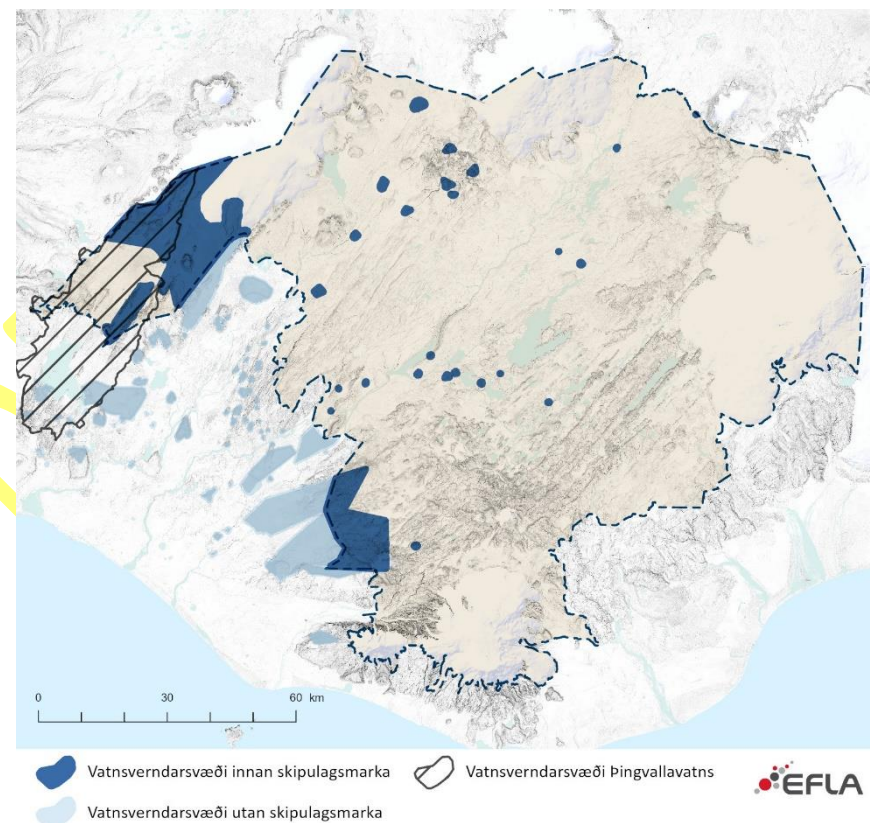 0 30 60 km
Vatnsverndarsvæði innan skipulagsmarka
Vatnsverndarsvæði Þingvallavatns
EFLA
Vatnsverndarsvæði utan skipulagsmarka